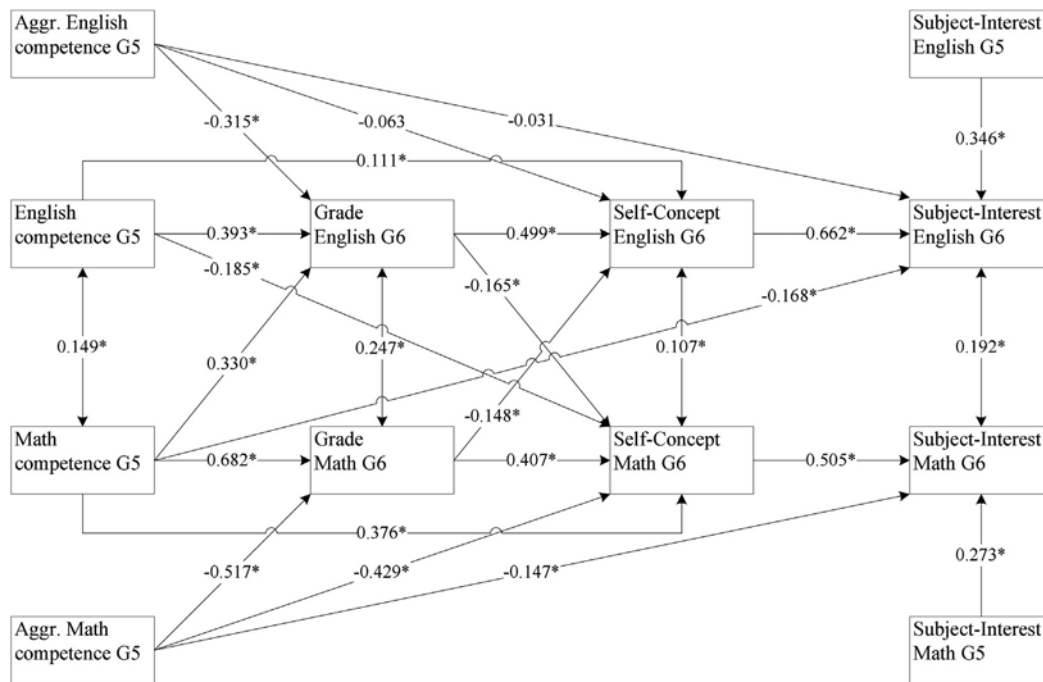 Aggr. English
competence G5
Subject-Interest
English G5
-0.315*
-0.063
-0.031
0.346*
0.111*
English
competence G5
0.393*
Grade
English G6
0.499*
Self-Concept
English G6
0.662*
Subject-Interest
English G6
-0.185*
-0.165*
-0.168*
0.149*
0.330*
0.247*
0.107*
0.192*
-0.148*
Math
competence G5
0.682*
Grade
Math G6
0.407*
Self-Concept
Math G6
0.505*
Subject-Interest
Math G6
0.376*
-0.517*
-0.429*
-0.147*
0.273*
Aggr. Math
competence G5
Subject-Interest
Math G5